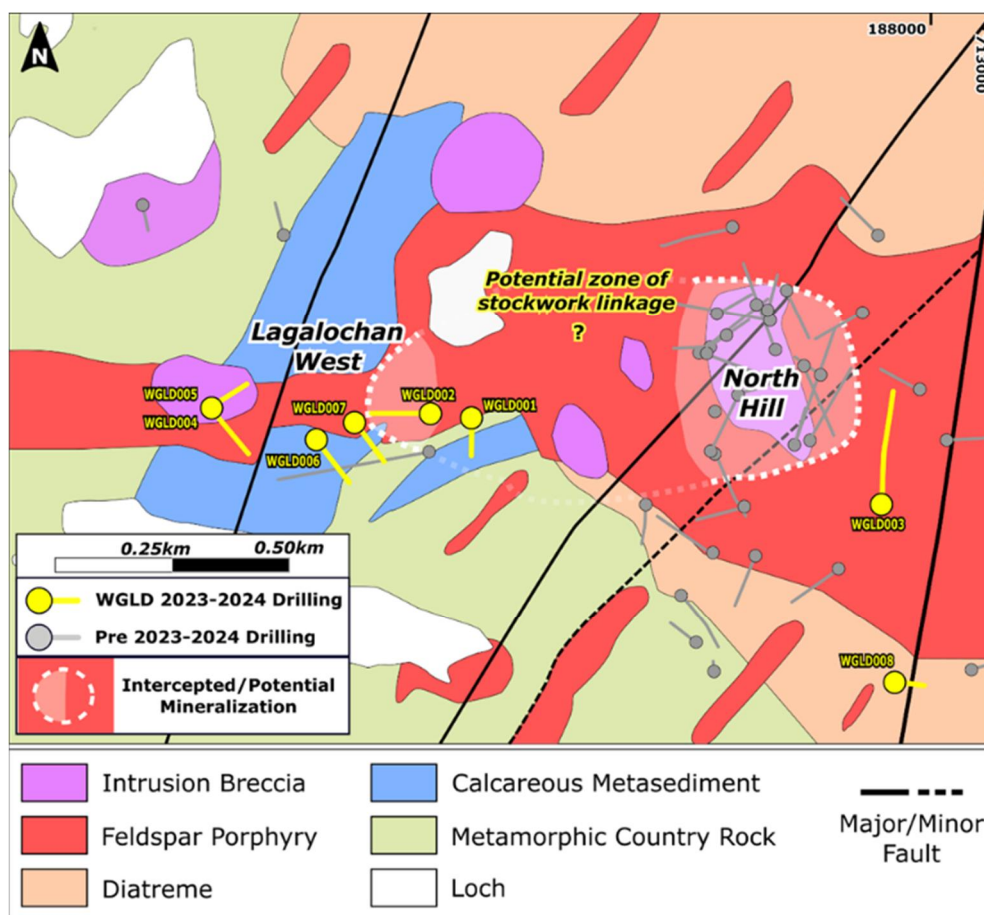 188000
713000
N
Potential zone of
stockwork linkage
?
Lagalochan
West
WGLD005
WGLD004
WGLD007
WGLD002
WGLD001
WGLD006
North
Hill
WGLD003
WGLD008
0.25km 0.50km
WGLD 2023-2024 Drilling
Pre 2023-2024 Drilling
Intercepted/Potential
Mineralization
Intrusion Breccia
Calcareous Metasediment
Feldspar Porphyry
Metamorphic Country Rock
Major/Minor
Fault
Diatreme
Loch